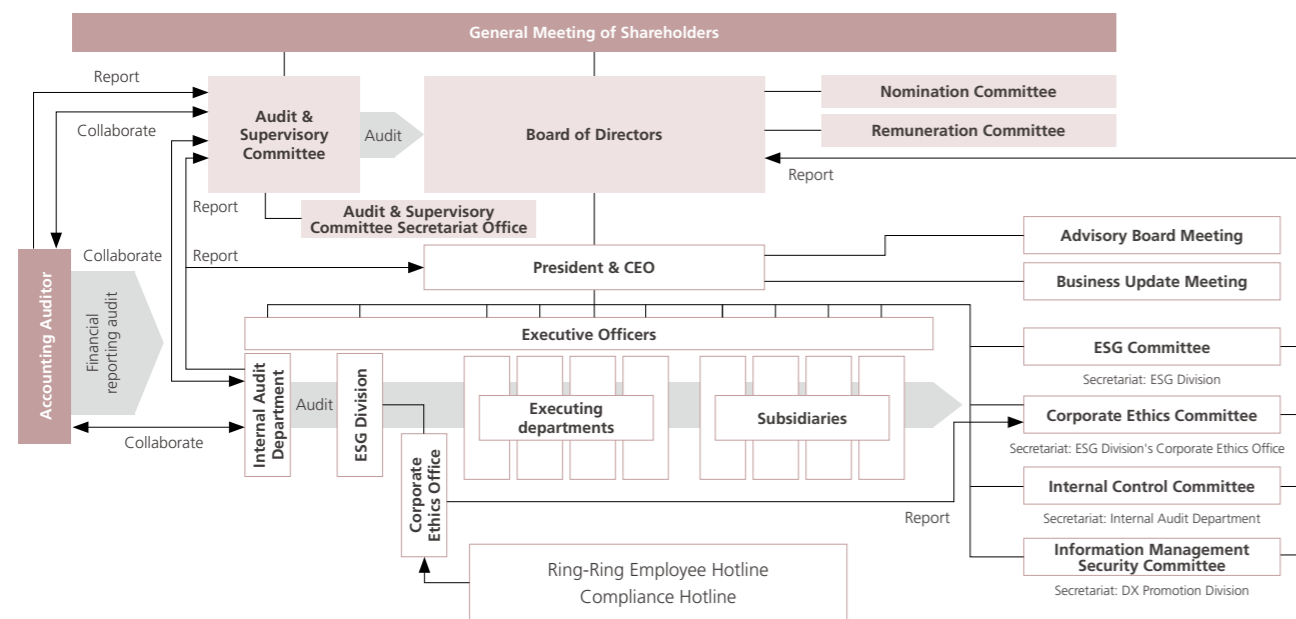 General Meeting of Shareholders
Report
Collaborate
Audit &
Supervisory
Committee
Audit
Board of Directors
Nomination Committee
Remuneration Committee
Report
Report
Audit & Supervisory
Committee Secretariat Office
Collaborate
Report
President & CEO
Advisory Board Meeting
Business Update Meeting
Accounting Auditor
Financial
reporting audit
Executive Officers
Internal Audit
Department
Audit
ESG Division
Executing
departments
Subsidiaries
Collaborate
Corporate
Ethics Office
Report
ESG Committee
Secretariat: ESG Division
Corporate Ethics Committee
Secretariat: ESG Division's Corporate Ethics Office
Internal Control Committee
Secretariat: Internal Audit Department
Information Management
Security Committee
Secretariat: DX Promotion Division
Ring-Ring Employee Hotline
Compliance Hotline